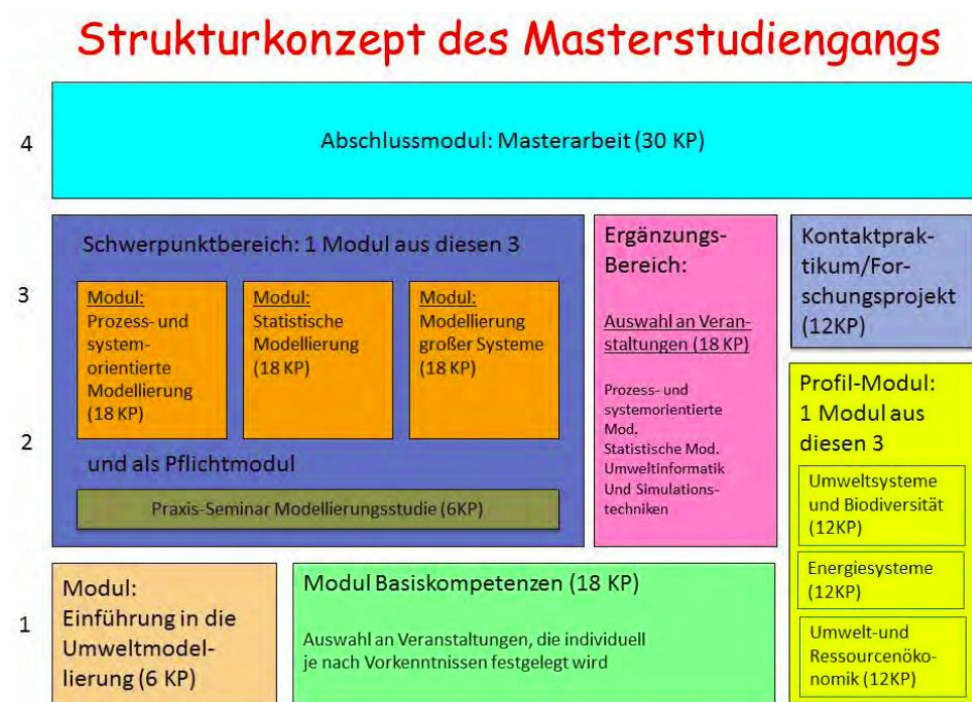 Strukturkonzept des Masterstudiengangs
4
Abschlussmodul: Masterarbeit (30 KP)
3
Schwerpunktbereich: 1 Modul aus diesen 3
Modul:
Prozess- und
system-
orientierte
Modellierung
(18 KP)
Modul:
Statistische
Modellierung
(18 KP)
Modul:
Modellierung
großer Systeme
(18 KP)
2
und als Pflichtmodul
Praxis-Seminar Modellierungsstudie (6KP)
Ergänzungs-
Bereich:
Auswahl an Veran-
staltungen (18 KP)
Prozess- und
systemorientierte
Mod.
Statistische Mod.
Umweltinformatik
Und Simulations-
techniken
Kontaktprak-
tikum/For-
schungsprojekt
(12KP)
Profil-Modul:
1 Modul aus
diesen 3
Umweltsysteme
und Biodiversität
(12KP)
Energiesysteme
(12KP)
Umwelt-und
Ressourcenöko-
nomik (12KP)
1
Modul:
Einführung in die
Umweltmodel-
lierung (6 KP)
Modul Basiskompetenzen (18 KP)
Auswahl an Veranstaltungen, die individuell
je nach Vorkenntnissen festgelegt wird